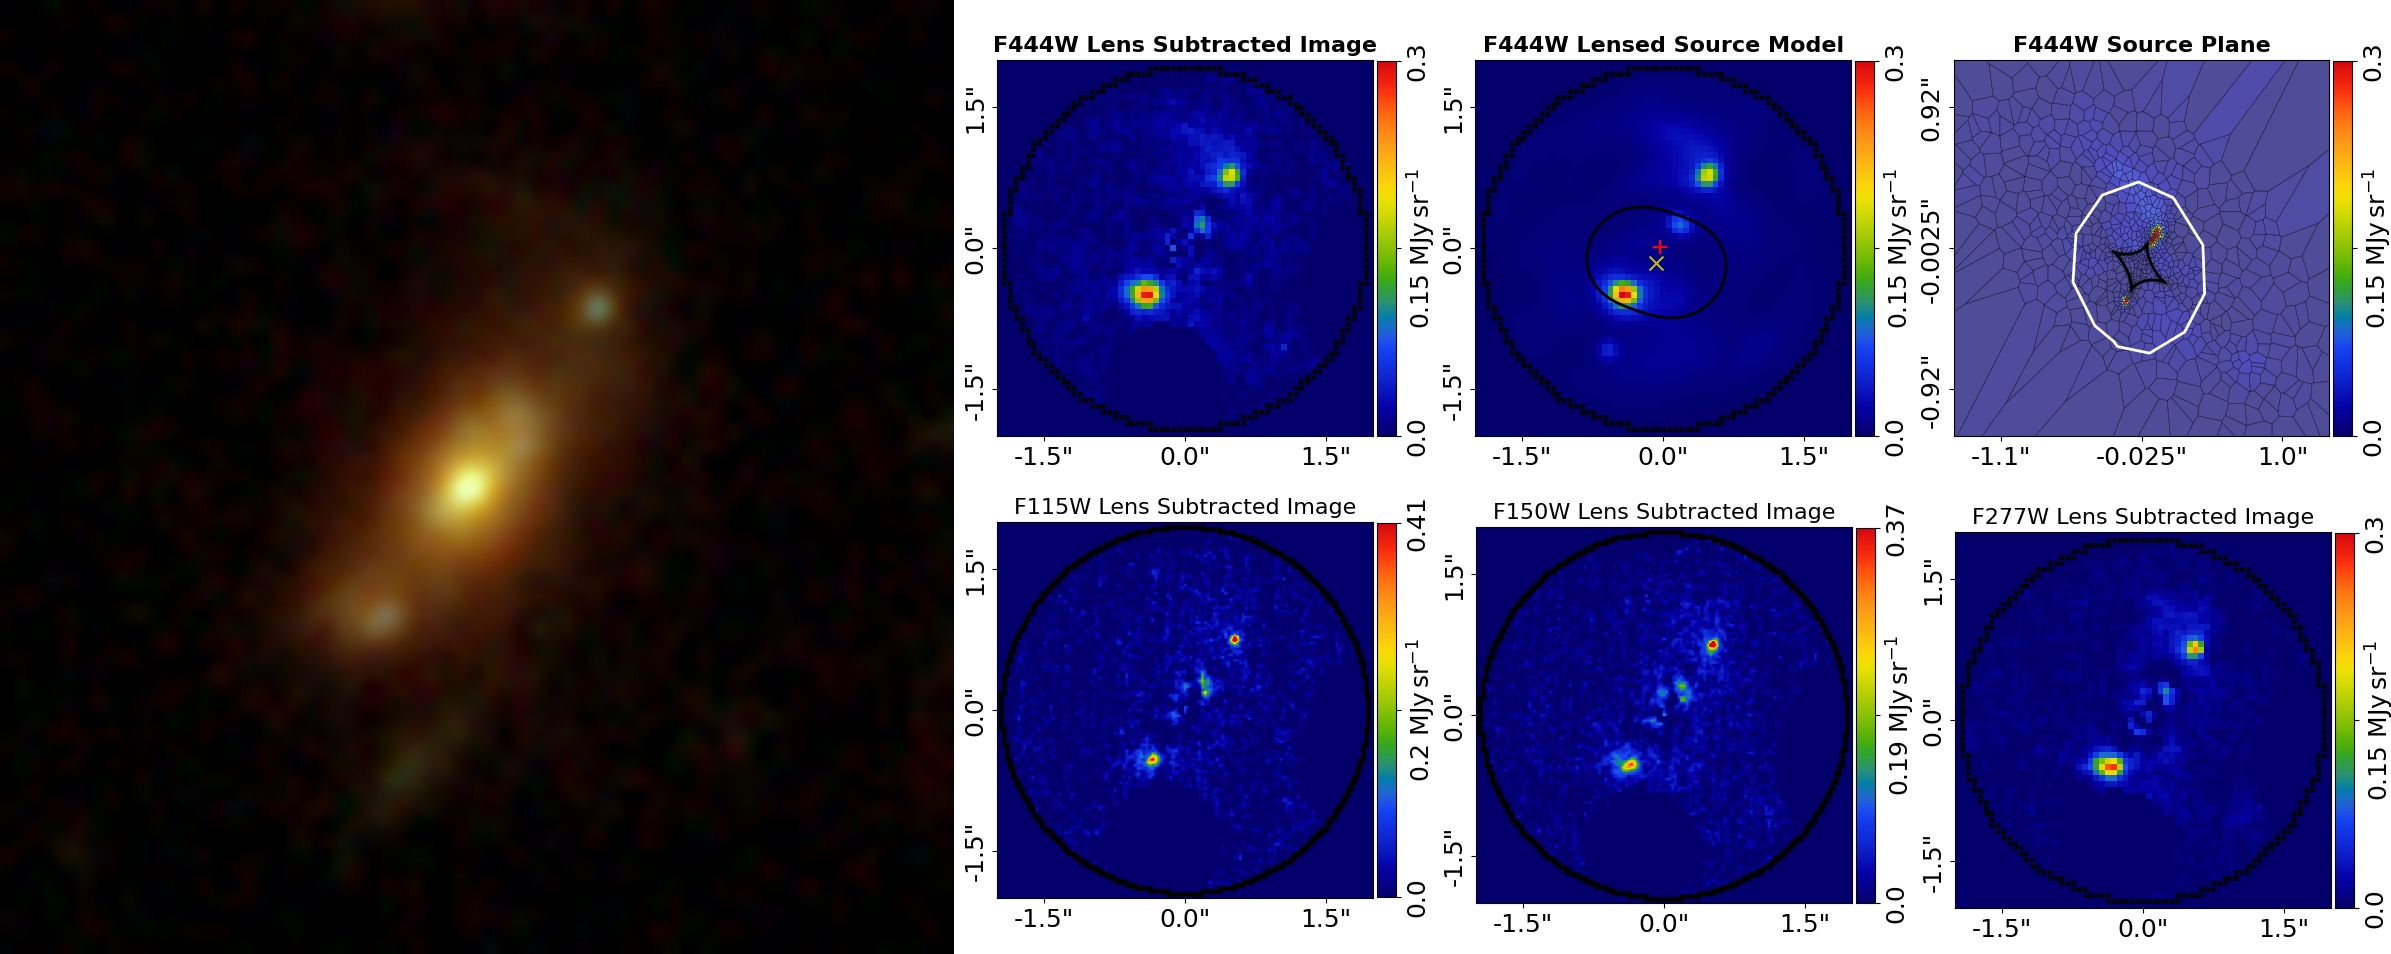 F444W Lens Subtracted Image
1.5"
0.0"
-1.5"
-1.5" 0.0" 1.5"
0.3
0.15 MJy sr−1
0.0
F444W Lensed Source Model
1.5"
0.0"
-1.5"
-1.5" 0.0" 1.5"
0.3
0.15 MJy sr−1
0.0
F444W Source Plane
0.92"
-0.0025"
-0.92"
-1.1" -0.025" 1.0"
0.3
0.15 MJy sr−1
0.0
F115W Lens Subtracted Image
1.5"
0.0"
-1.5"
-1.5" 0.0" 1.5"
0.41
0.2 MJy sr−1
0.0
F150W Lens Subtracted Image
1.5"
0.0"
-1.5"
-1.5" 0.0" 1.5"
0.37
0.19 MJy sr−1
0.0
F277W Lens Subtracted Image
1.5"
0.0"
-1.5"
-1.5" 0.0" 1.5"
0.3
0.15 MJy sr−1
0.0